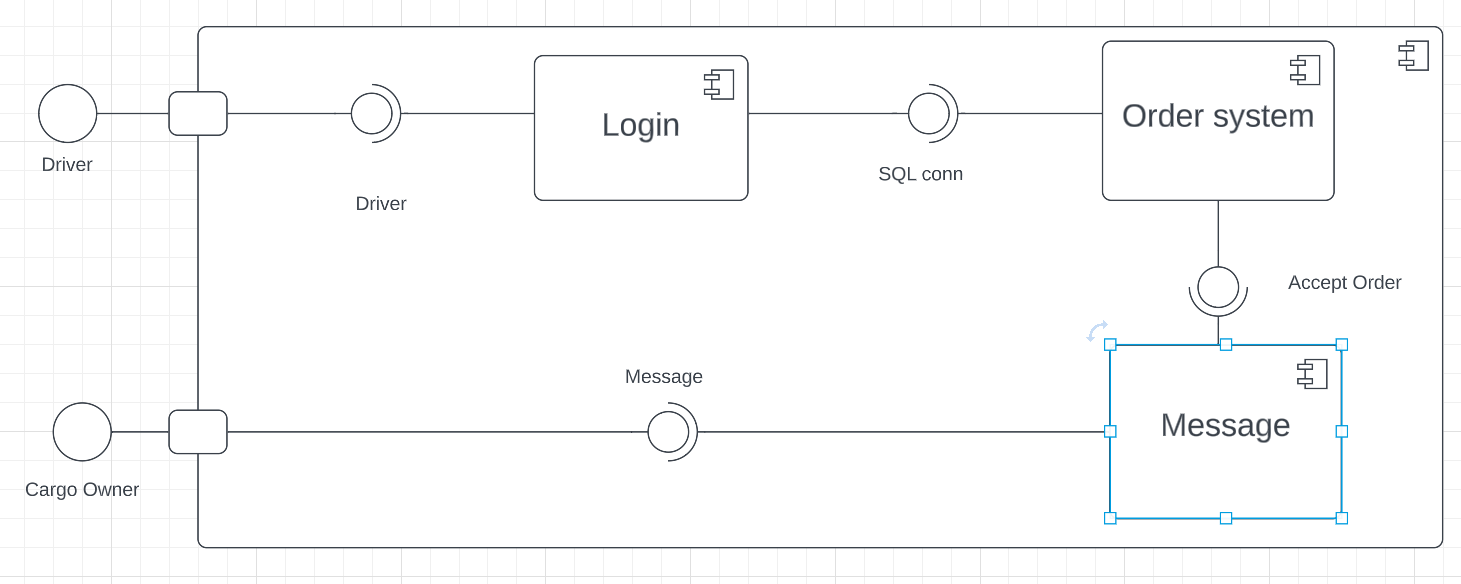 Login
Order system
Driver
SQL conn
Driver
Accept Order
Message
Message
Cargo Owner